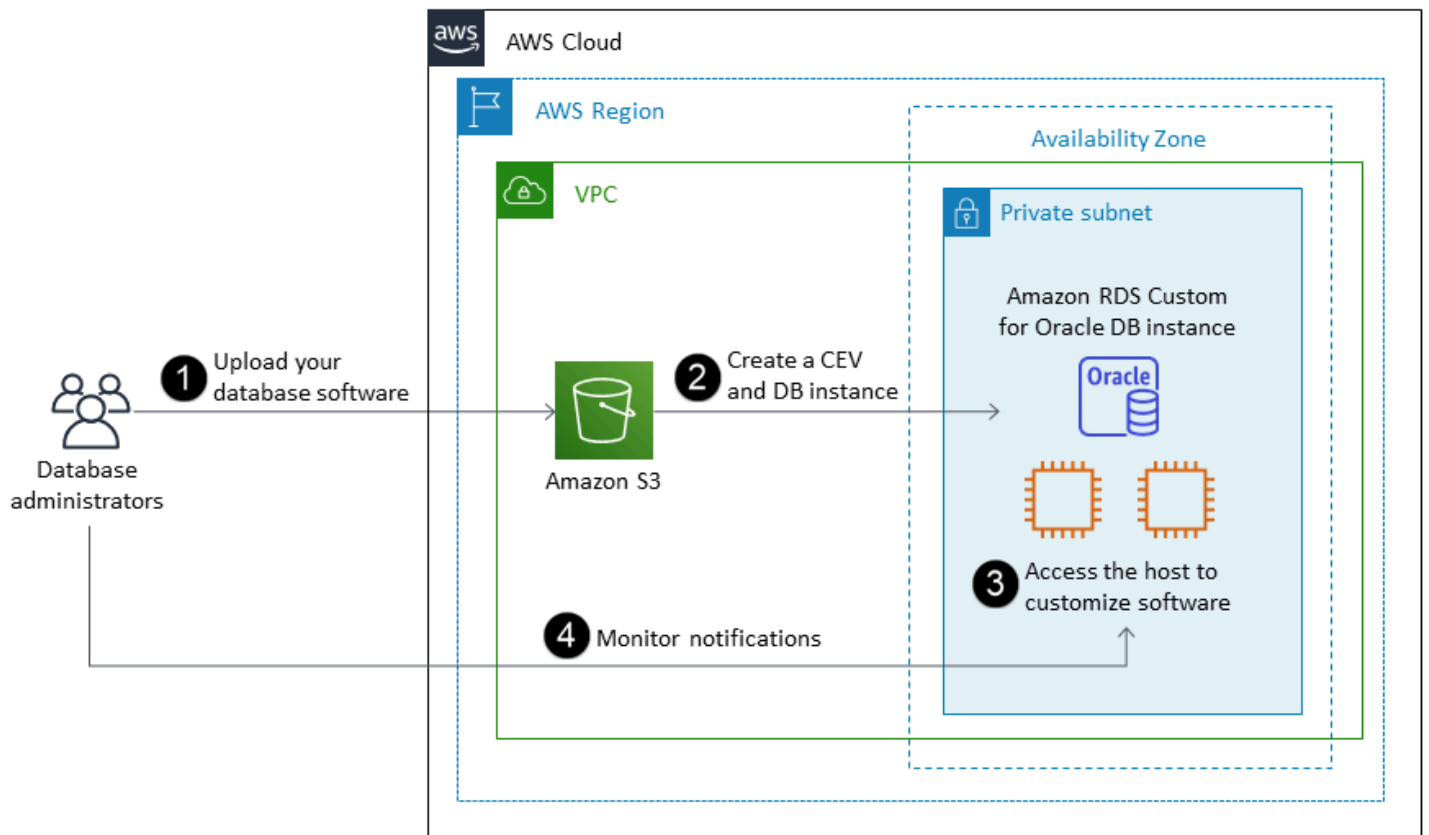 aws
AWS Cloud
AWS Region
Availability Zone
VPC
Private subnet
Amazon RDS Custom
for Oracle DB instance
Oracle
1
Upload your
database software
2
Create a CEV
and DB instance
Database
administrators
Amazon S3
3
Access the host to
customize software
4
Monitor notifications